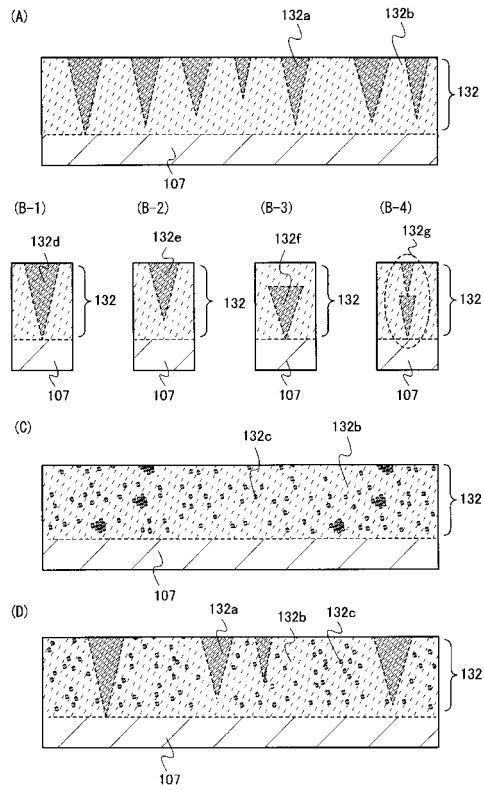 (A)
132a 132b
132
107
(B-1) (B-2) (B-3) (B-4)
132d 132e 132f 132g
132 132 132 132
107 107 107 107
(C)
132c 132b
132
107
(D)
132a 132b 132c
132
107